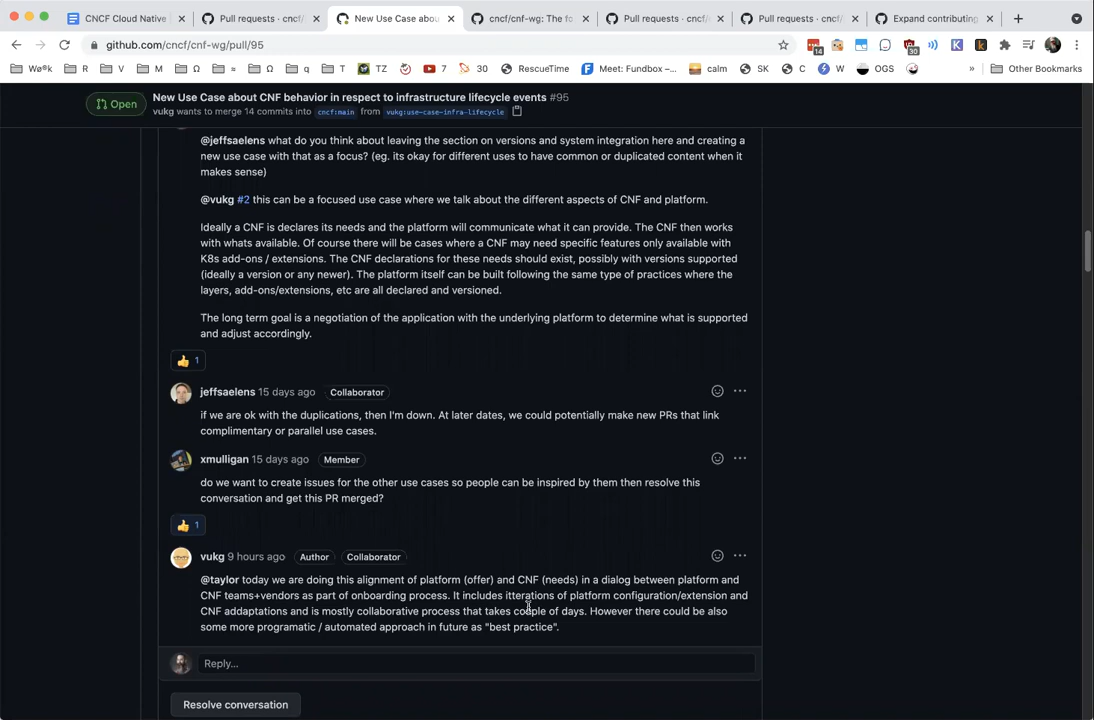 CNCF Cloud Native
Pull requests · cncf/
New Use Case abou
cncf/cnf-wg: The fo
Pull requests · cncf/
Pull requests · cncf/
Expand contributing
github.com/cncf/cnf-wg/pull/95
14
30
Wø®k
R
V
M
Ω
≈
Ω
q
T
TZ
7
30
RescueTime
Meet: Fundbox –...
calm
SK
C
W
OGS
»
Other Bookmarks
Open
New Use Case about CNF behavior in respect to infrastructure lifecycle events #95
vukg wants to merge 14 commits into cncf:main from vukg:use-case-infra-lifecycle
@jeffsaelens what do you think about leaving the section on versions and system integration here and creating a
new use case with that as a focus? (eg. its okay for different uses to have common or duplicated content when it
makes sense)
@vukg #2 this can be a focused use case where we talk about the different aspects of CNF and platform.
Ideally a CNF is declares its needs and the platform will communicate what it can provide. The CNF then works
with whats available. Of course there will be cases where a CNF may need specific features only available with
K8s add-ons / extensions. The CNF declarations for these needs should exist, possibly with versions supported
(ideally a version or any newer). The platform itself can be built following the same type of practices where the
layers, add-ons/extensions, etc are all declared and versioned.
The long term goal is a negotiation of the application with the underlying platform to determine what is supported
and adjust accordingly.
👍 1
jeffsaelens 15 days ago Collaborator
if we are ok with the duplications, then I'm down. At later dates, we could potentially make new PRs that link
complimentary or parallel use cases.
xmulligan 15 days ago Member
do we want to create issues for the other use cases so people can be inspired by them then resolve this
conversation and get this PR merged?
👍 1
vukg 9 hours ago Author Collaborator
@taylor today we are doing this alignment of platform (offer) and CNF (needs) in a dialog between platform and
CNF teams+vendors as part of onboarding process. It includes itterations of platform configuration/extension and
CNF addaptations and is mostly collaborative process that takes couple of days. However there could be also
some more programatic / automated approach in future as "best practice".
Reply...
Resolve conversation